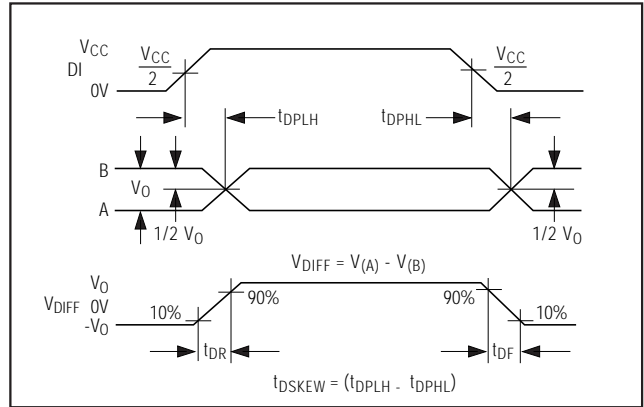 VCC
DI
0V
VCC
2
VCC
2
tDPLH
tDPHL
B
VO
A
1/2 VO
1/2 VO
VDIFF = V(A) - V(B)
VO
VDIFF 0V
-VO
10%
90%
90%
10%
tDR
tDF
tDSKEW = (tDPLH - tDPHL)